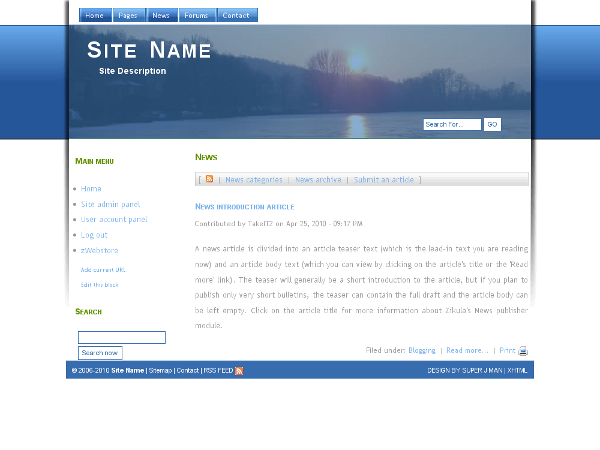 Home Pages News Forums Contact
SITE NAME
Site Description
Search For... GO
MAIN MENU
Home
Site admin panel
User account panel
Log out
zWebstore
Add current URL
Edit this block
SEARCH
Search now
NEWS
[ | News categories | News archive | Submit an article ]
NEWS INTRODUCTION ARTICLE
Contributed by TakeIT2 on Apr 25, 2010 - 09:17 PM
A news article is divided into an article teaser text (which is the lead-in text you are reading
now) and an article body text (which you can view by clicking on the article's title or the 'Read
more' link). The teaser will generally be a short introduction to the article, but if you plan to
publish only very short bulletins, the teaser can contain the full draft and the article body can
be left empty. Click on the article title for more information about Zikula's News publisher
module.
Filed under: Blogging | Read more... | Print
© 2006-2010 Site Name | Sitemap | Contact | RSS FEED
DESIGN BY SUPER J MAN | XHTML